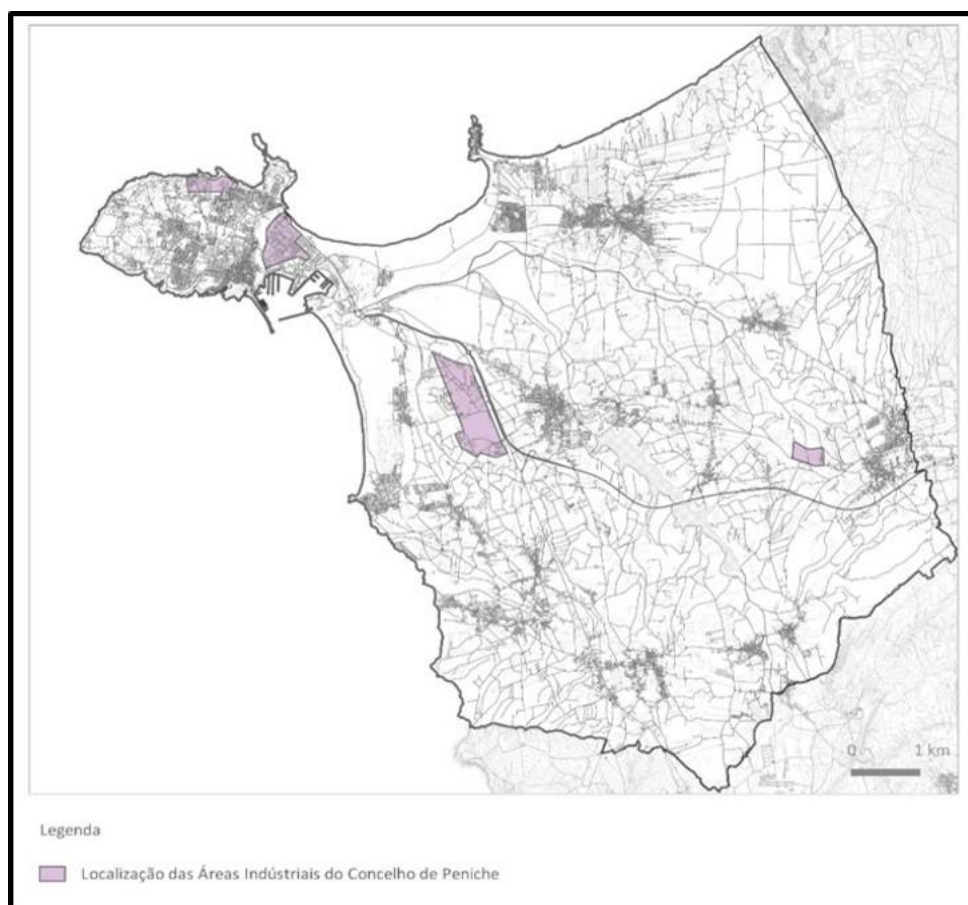 0 1 km
Legenda
Localização das Áreas Indústriais do Concelho de Peniche